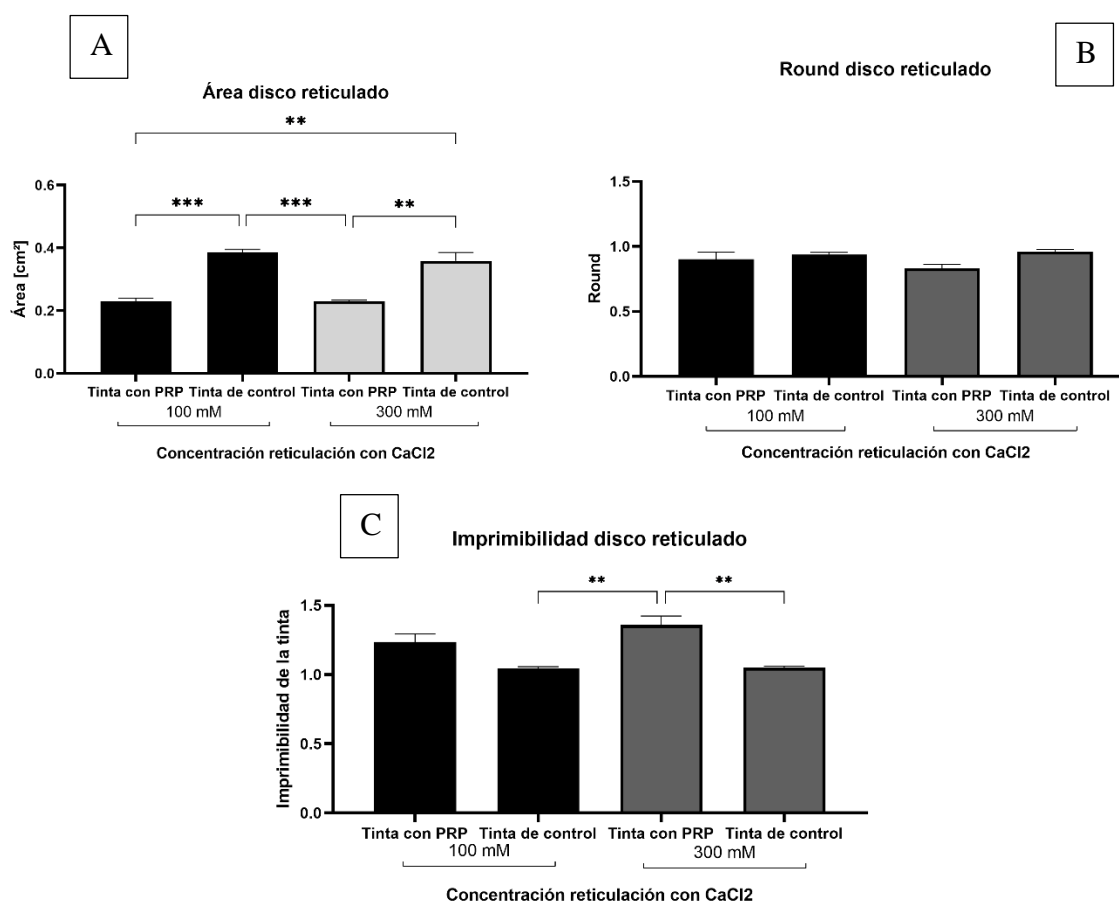 A
Área disco reticulado
**
*** *** **
0.6
0.4
0.2
0.0
Área [cm²]
Tinta con PRP Tinta de control Tinta con PRP Tinta de control
100 mM 300 mM
Concentración reticulación con CaCl2
B
Round disco reticulado
1.5
1.0
0.5
0.0
Round
Tinta con PRP Tinta de control Tinta con PRP Tinta de control
100 mM 300 mM
Concentración reticulación con CaCl2
C
Imprimibilidad disco reticulado
** **
1.5
1.0
0.5
0.0
Imprimibilidad de la tinta
Tinta con PRP Tinta de control Tinta con PRP Tinta de control
100 mM 300 mM
Concentración reticulación con CaCl2